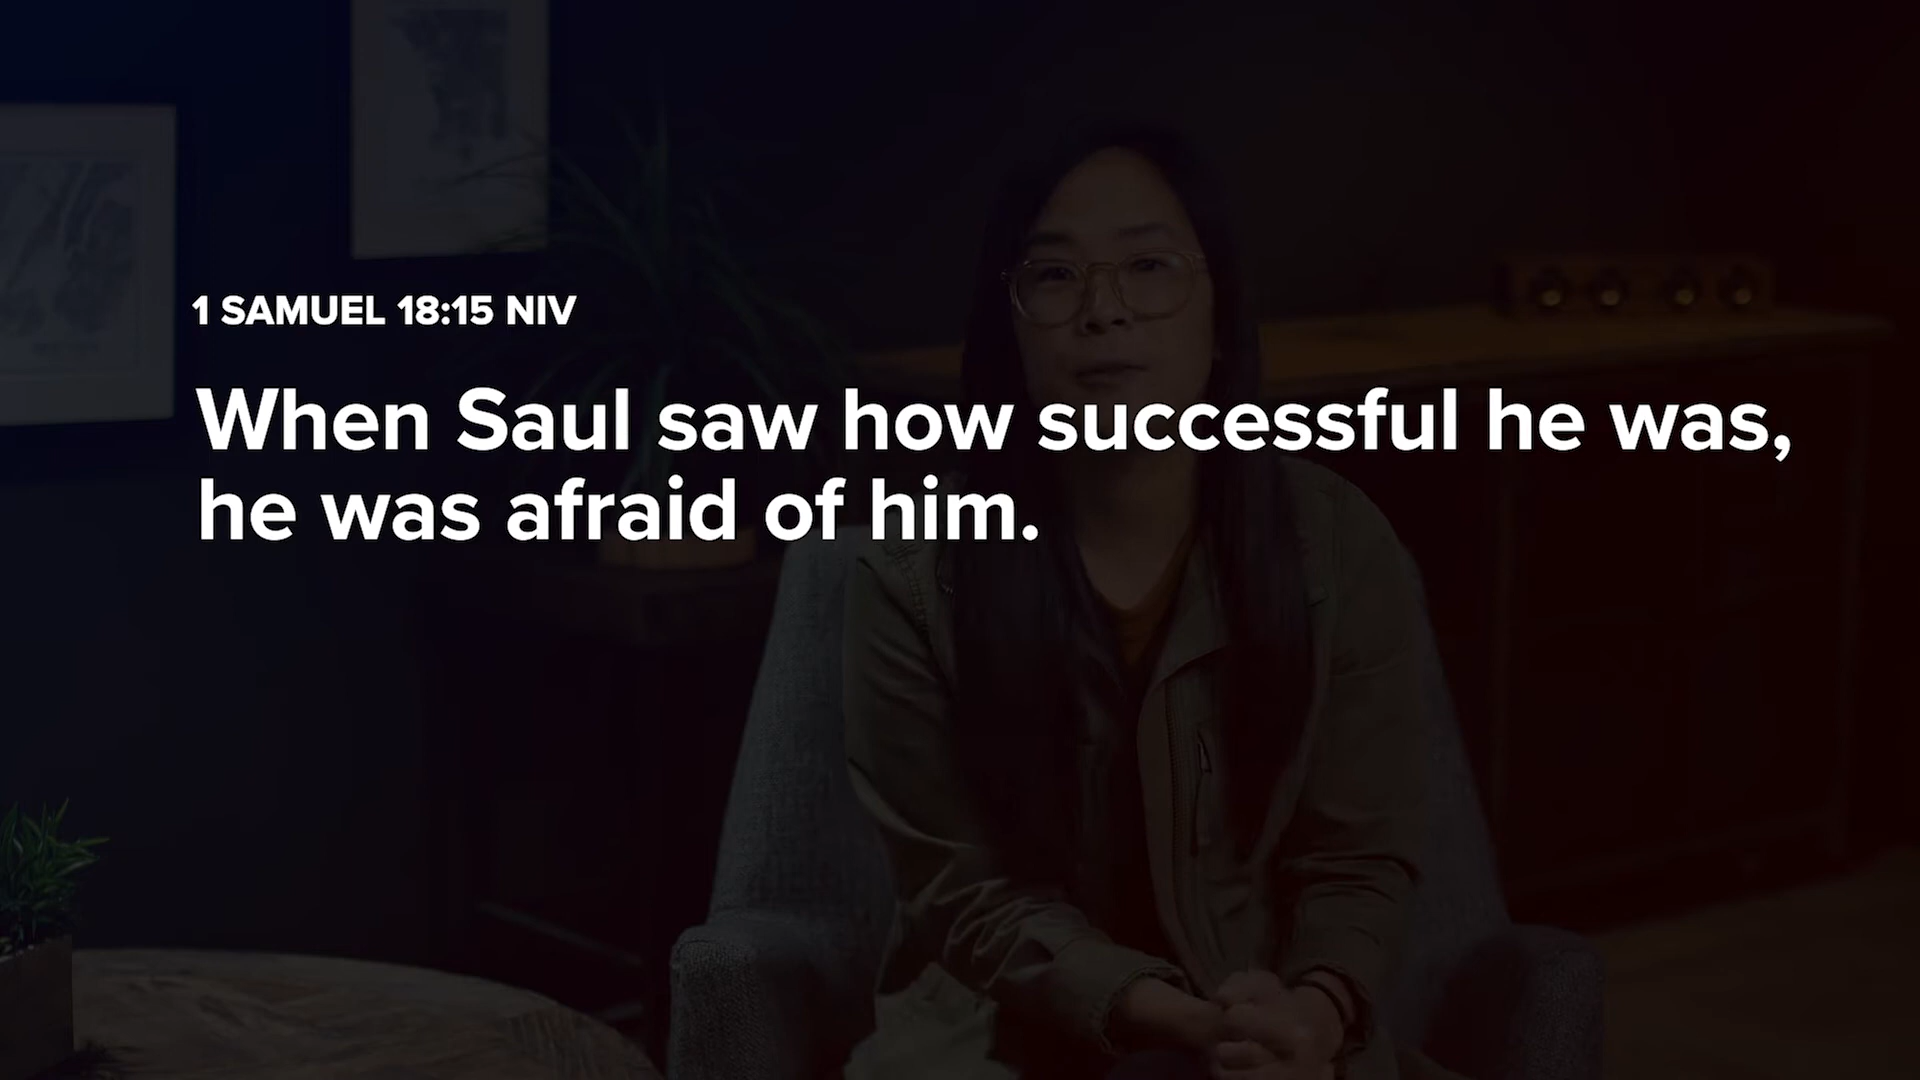 1 SAMUEL 18:15 NIV
When Saul saw how successful he was,
he was afraid of him.